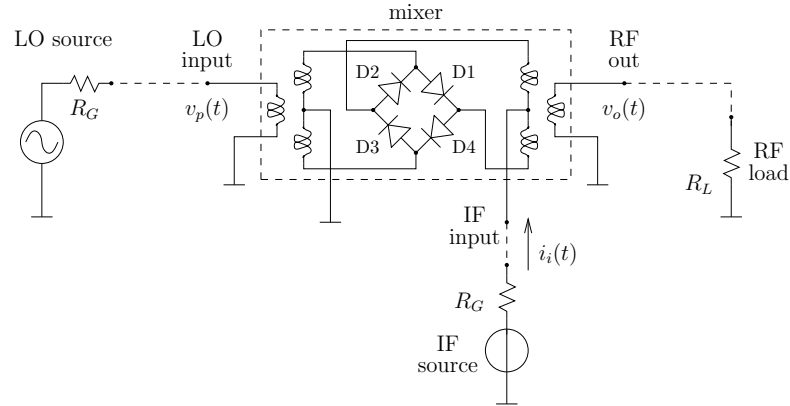 mixer
LO source
LO
input
RF
out
D2
D1
R_G
v_p(t)
v_o(t)
D3
D4
RF
load
R_L
IF
input
i_i(t)
R_G
IF
source